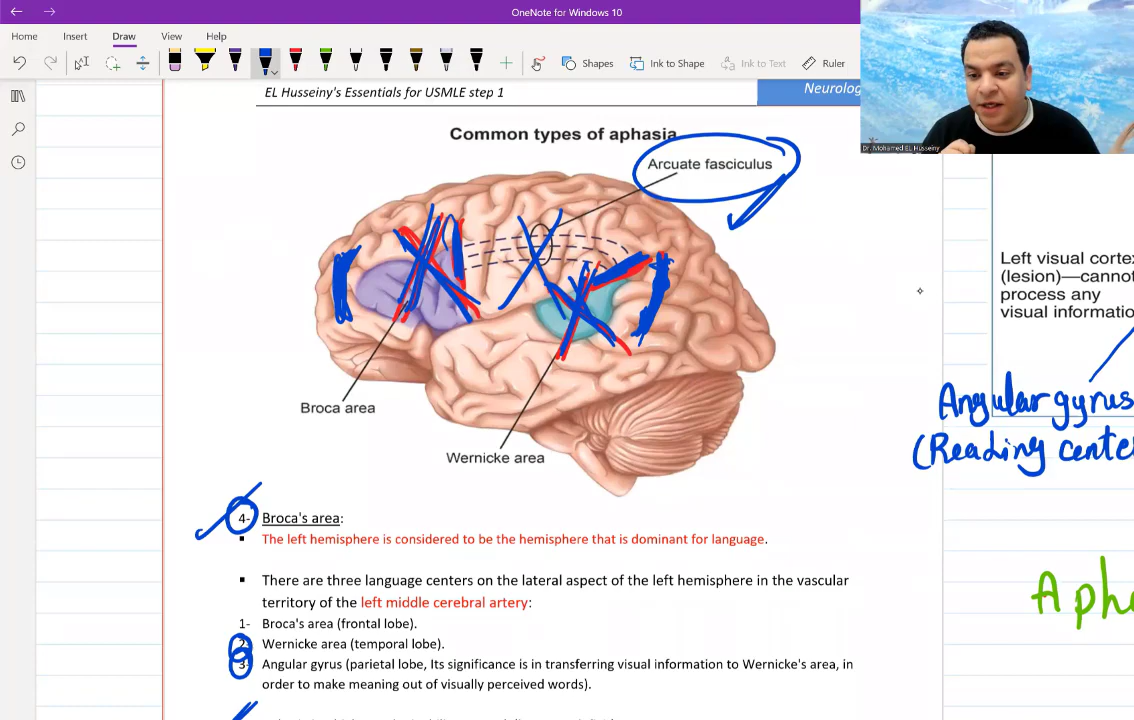 OneNote for Windows 10
Home Insert Draw View Help
Shapes Ink to Shape Ink to Text Ruler
Dr. Mohamed EL Husseiny
EL Husseiny's Essentials for USMLE step 1
Common types of aphasia
Arcuate fasciculus
Broca area
Wernicke area
4- Broca's area:
▪ The left hemisphere is considered to be the hemisphere that is dominant for language.
▪ There are three language centers on the lateral aspect of the left hemisphere in the vascular
territory of the left middle cerebral artery:
1- Broca's area (frontal lobe).
2- Wernicke area (temporal lobe).
3- Angular gyrus (parietal lobe, Its significance is in transferring visual information to Wernicke's area, in
order to make meaning out of visually perceived words).
Left visual
(lesion)—cannot
process any
visual
Angular gyrus
(Reading